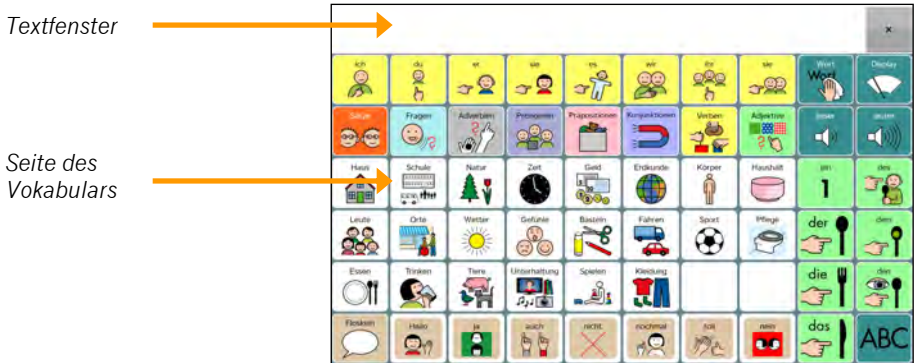 Textfenster
×
ich du er sie es wir ihr sie Wort Display
Wort
Sätze Fragen Adverbien Pronomen Präpositionen Konjunktionen Verben Adjektive leiser lauter
Seite des
Vokabulars
Haus Schule Natur Zeit Geld Erdkunde Körper Haushalt ein des
1
Leute Orte Wetter Gefühle Basteln Fahren Sport Pflege der
Essen Trinken Tiere Unterhaltung Spielen Kleidung die
Floskeln Hallo ja auch nicht nochmal toll nein das ABC